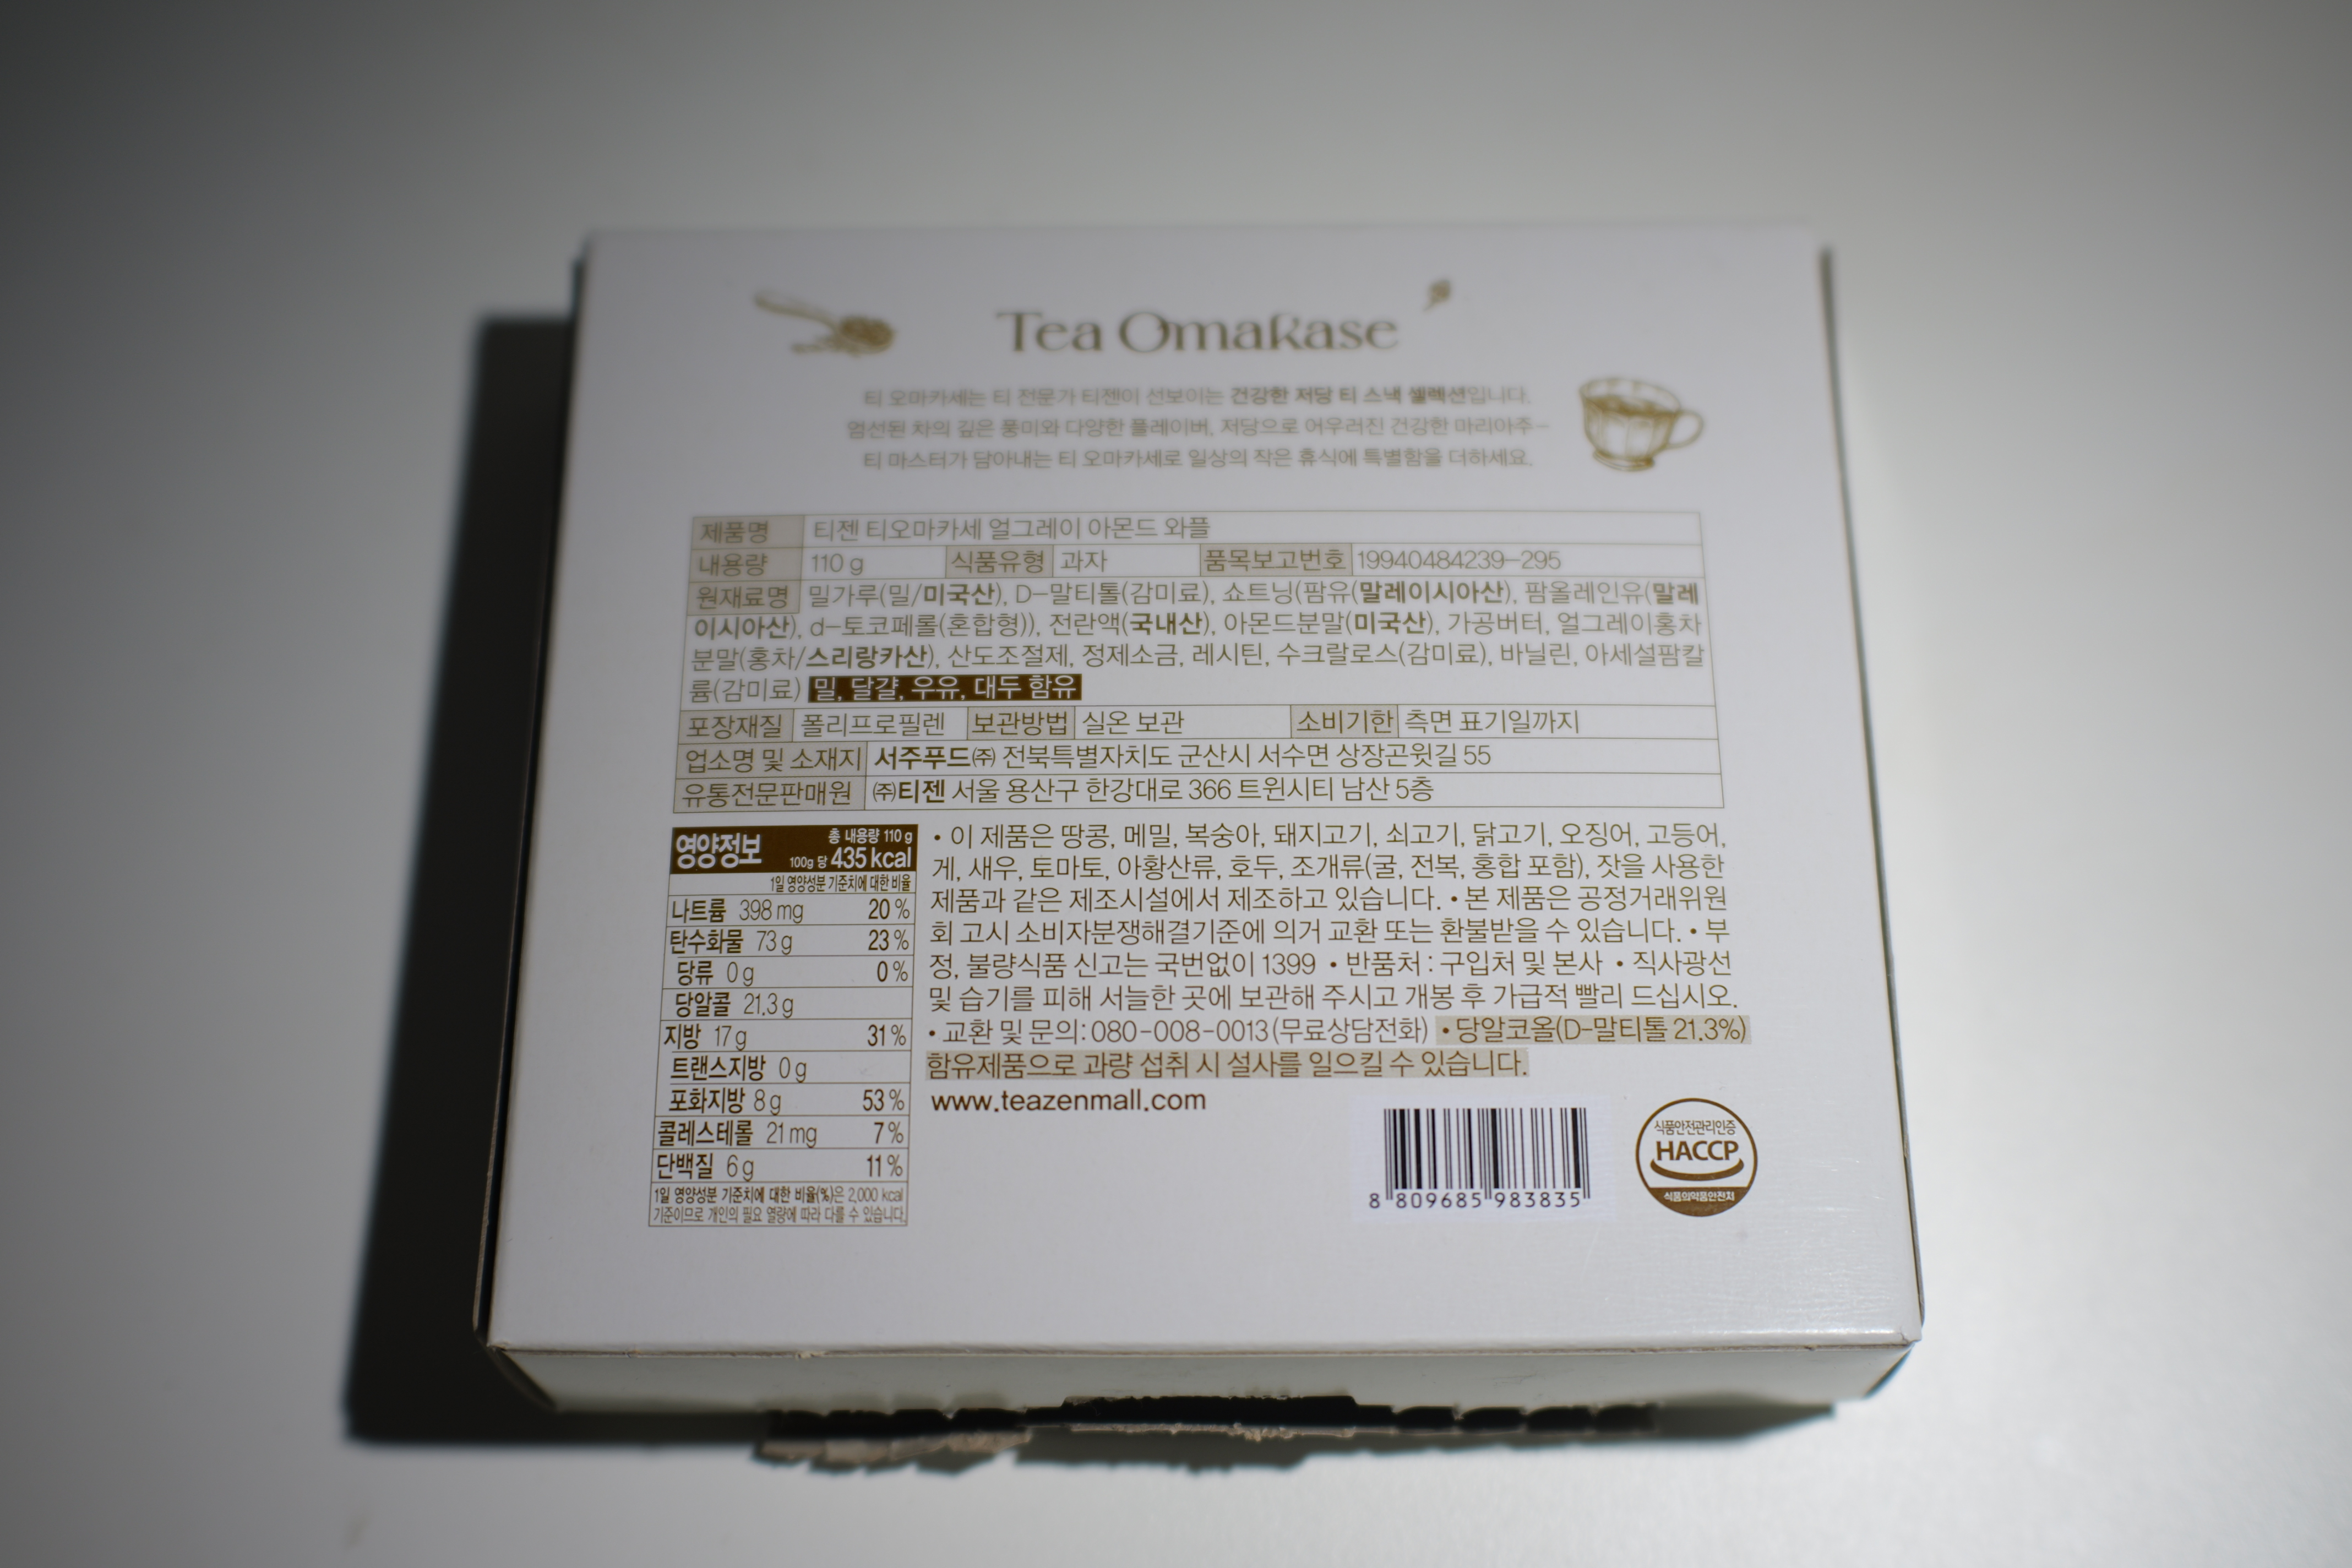 Tea Omakase
티 오마카세는 티 전문가 티젠이 선보이는 건강한 저당 티 스낵 셀렉션입니다.
엄선된 차의 깊은 풍미와 다양한 플레이버, 저당으로 어우러진 건강한 마리아주–
티 마스터가 담아내는 티 오마카세로 일상의 작은 휴식에 특별함을 더하세요.
제품명 티젠 티오마카세 얼그레이 아몬드 와플
내용량 110 g 식품유형 과자 품목보고번호 19940484239–295
원재료명 밀가루(밀/미국산), D–말티톨(감미료), 쇼트닝(팜유(말레이시아산), 팜올레인유(말레
이시아산), d–토코페롤(혼합형)), 전란액(국내산), 아몬드분말(미국산), 가공버터, 얼그레이홍차
분말(홍차/스리랑카산), 산도조절제, 정제소금, 레시틴, 수크랄로스(감미료), 바닐린, 아세설팜칼
륨(감미료) 밀, 달걀, 우유, 대두 함유
포장재질 폴리프로필렌 보관방법 실온 보관 소비기한 측면 표기일까지
업소명 및 소재지 서주푸드㈜ 전북특별자치도 군산시 서수면 상장곤윗길 55
유통전문판매원 ㈜티젠 서울 용산구 한강대로 366 트윈시티 남산 5층
영양정보 총 내용량 110 g
100g 당 435 kcal
1일 영양성분 기준치에 대한 비율
나트륨 398 mg 20 %
탄수화물 73 g 23 %
당류 0 g 0 %
당알콜 21.3 g
지방 17 g 31 %
트랜스지방 0 g
포화지방 8 g 53 %
콜레스테롤 21 mg 7 %
단백질 6 g 11 %
1일 영양성분 기준치에 대한 비율(%)은 2,000 kcal
기준이므로 개인의 필요 열량에 따라 다를 수 있습니다.
• 이 제품은 땅콩, 메밀, 복숭아, 돼지고기, 쇠고기, 닭고기, 오징어, 고등어,
게, 새우, 토마토, 아황산류, 호두, 조개류(굴, 전복, 홍합 포함), 잣을 사용한
제품과 같은 제조시설에서 제조하고 있습니다. • 본 제품은 공정거래위원
회 고시 소비자분쟁해결기준에 의거 교환 또는 환불받을 수 있습니다. • 부
정, 불량식품 신고는 국번없이 1399 • 반품처 : 구입처 및 본사 • 직사광선
및 습기를 피해 서늘한 곳에 보관해 주시고 개봉 후 가급적 빨리 드십시오.
• 교환 및 문의: 080-008-0013 (무료상담전화) • 당알코올(D-말티톨 21.3%)
함유제품으로 과량 섭취 시 설사를 일으킬 수 있습니다.
www.teazenmall.com
8 809685 983835
식품안전관리인증
HACCP
식품의약품안전처